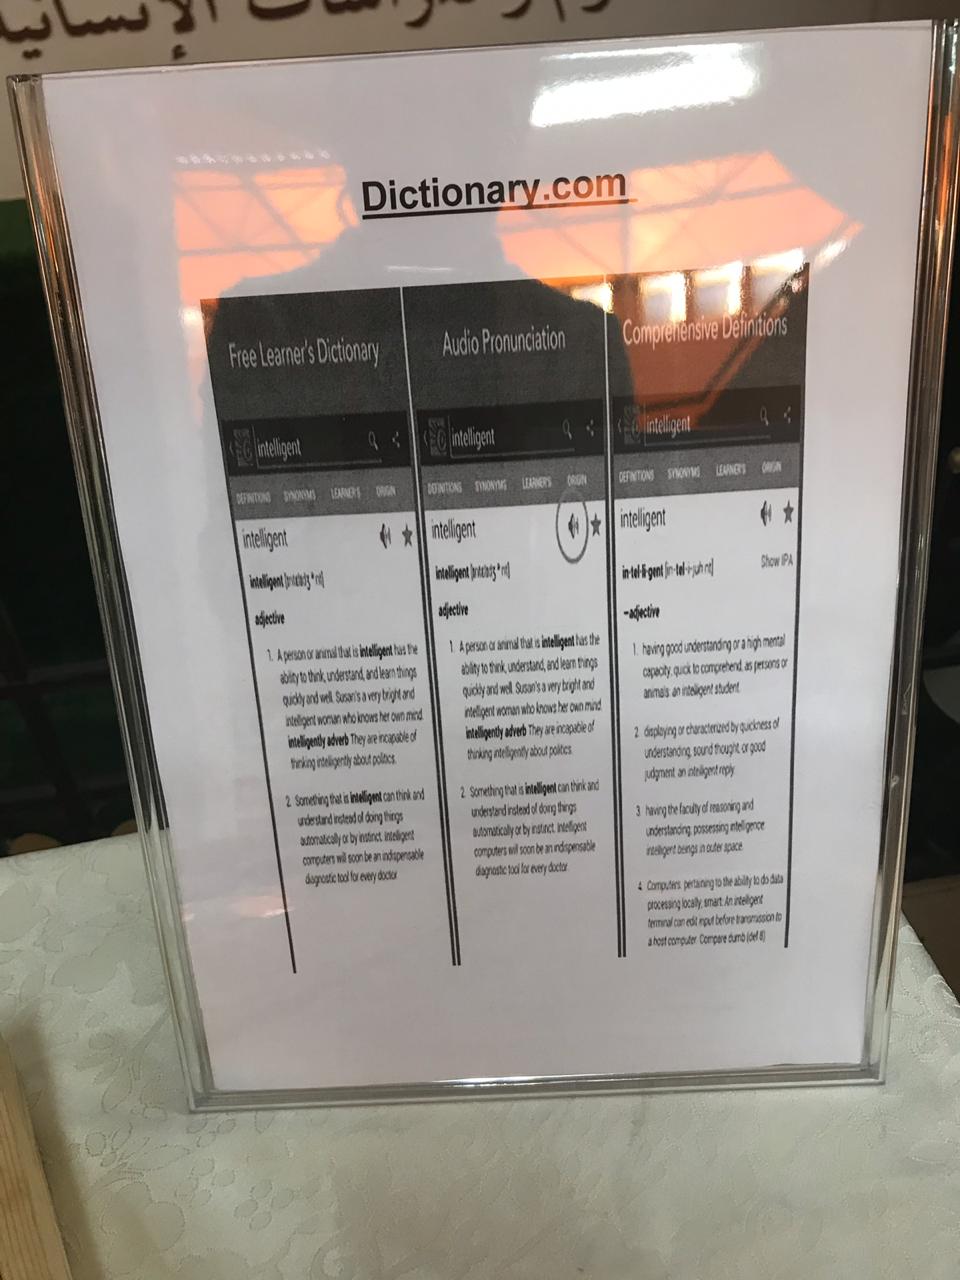 الإنسانية
Dictionary.com
Free Learner's Dictionary
intelligent
DEFINITIONS SYNONYMS LEARNER'S ORIGIN
intelligent
intelligent
adjective
1. A person or animal that is intelligent has the
ability to think, understand, and learn things
quickly and well. Susan's a very bright and
intelligent woman who knows her own mind.
intelligently adverb They are incapable of
thinking intelligently about politics.
2. Something that is intelligent can think and
understand instead of doing things
automatically or by instinct. Intelligent
computers will soon be an indispensable
diagnostic tool for every doctor.
Audio Pronunciation
intelligent
DEFINITIONS SYNONYMS LEARNER'S ORIGIN
intelligent
intelligent
adjective
1. A person or animal that is intelligent has the
ability to think, understand, and learn things
quickly and well. Susan's a very bright and
intelligent woman who knows her own mind.
intelligently adverb They are incapable of
thinking intelligently about politics.
2. Something that is intelligent can think and
understand instead of doing things
automatically or by instinct. Intelligent
computers will soon be an indispensable
diagnostic tool for every doctor.
Comprehensive Definitions
intelligent
DEFINITIONS SYNONYMS LEARNER'S ORIGIN
intelligent
Show IPA
in·tel·li·gent [in-tel-i-juh nt]
–adjective
1. having good understanding or a high mental
capacity; quick to comprehend, as persons or
animals: an intelligent student.
2. displaying or characterized by quickness of
understanding, sound thought, or good
judgment: an intelligent reply.
3. having the faculty of reasoning and
understanding; possessing intelligence:
intelligent beings in outer space.
4. Computers. pertaining to the ability to do data
processing locally; smart: An intelligent
terminal can edit input before transmission to
a host computer. Compare dumb (def 8)